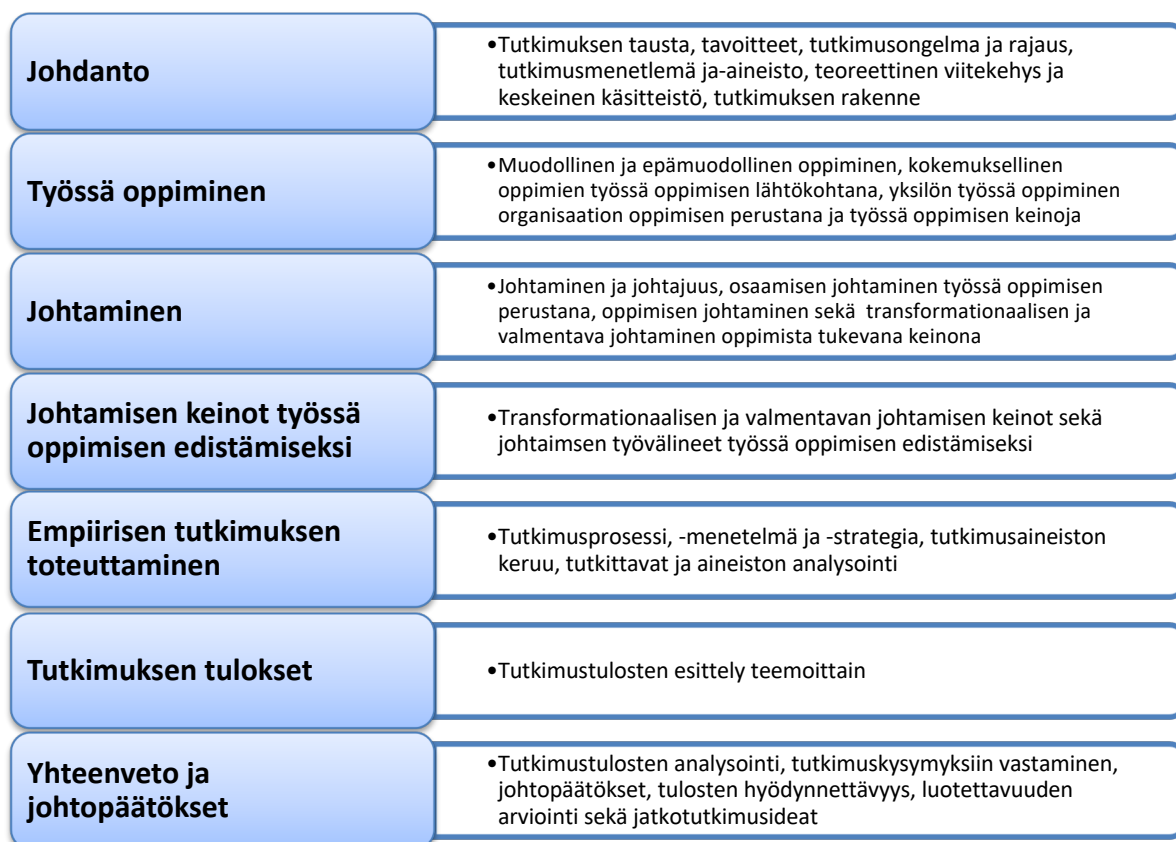 Johdanto
•Tutkimuksen tausta, tavoitteet, tutkimusongelma ja rajaus,
tutkimusmenetlemä ja-aineisto, teoreettinen viitekehys ja
keskeinen käsitteistö, tutkimuksen rakenne
Työssä oppiminen
•Muodollinen ja epämuodollinen oppiminen, kokemuksellinen
oppimien työssä oppimisen lähtökohtana, yksilön työssä oppiminen
organisaation oppimisen perustana ja työssä oppimisen keinoja
Johtaminen
•Johtaminen ja johtajuus, osaamisen johtaminen työssä oppimisen
perustana, oppimisen johtaminen sekä transformationaalisen ja
valmentava johtaminen oppimista tukevana keinona
Johtamisen keinot työssä
oppimisen edistämiseksi
•Transformationaalisen ja valmentavan johtamisen keinot sekä
johtaimsen työvälineet työssä oppimisen edistämiseksi
Empiirisen tutkimuksen
toteuttaminen
•Tutkimusprosessi, -menetelmä ja -strategia, tutkimusaineiston
keruu, tutkittavat ja aineiston analysointi
Tutkimuksen tulokset
•Tutkimustulosten esittely teemoittain
Yhteenveto ja
johtopäätökset
•Tutkimustulosten analysointi, tutkimuskysymyksiin vastaaminen,
johtopäätökset, tulosten hyödynnettävyys, luotettavuuden
arviointi sekä jatkotutkimusideat